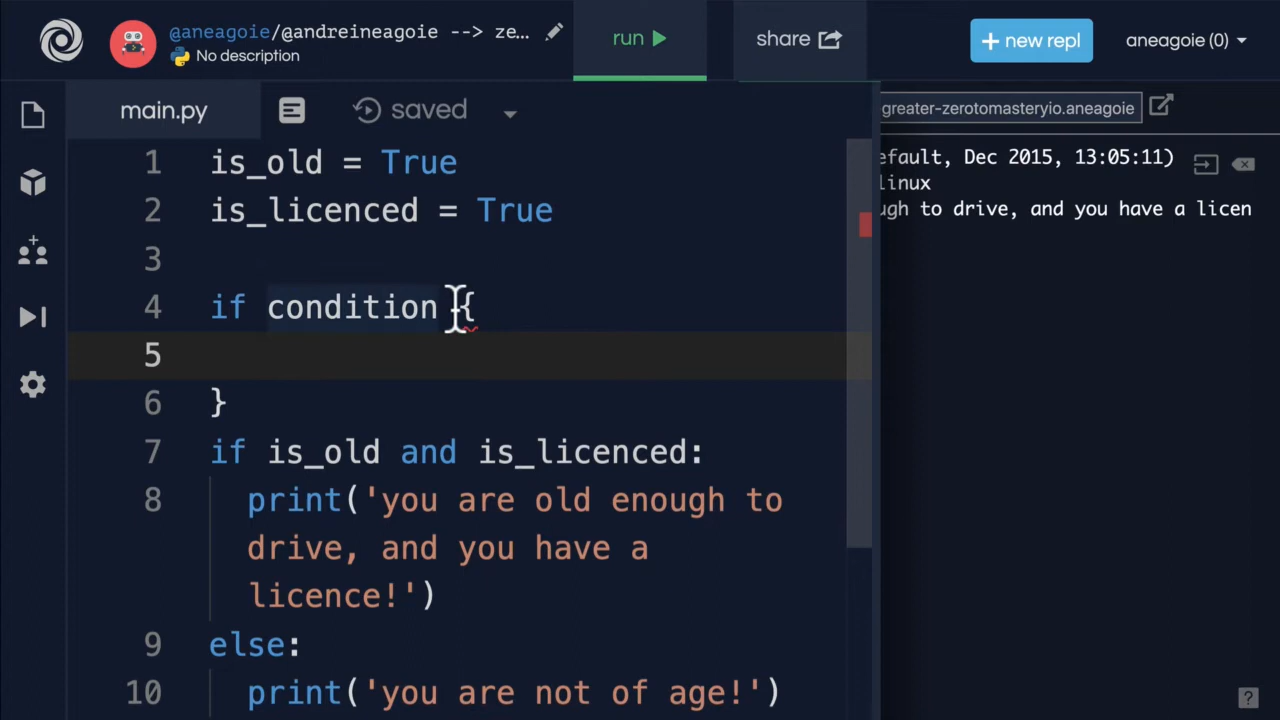 @aneagoie/@andreineagoie --> ze...
No description
run
share
+ new repl
aneagoie (0)
main.py
saved
greater-zerotomasteryio.aneagoie
1 is_old = True
2 is_licenced = True
3
4 if condition {
5
6 }
7 if is_old and is_licenced:
8 print('you are old enough to
drive, and you have a
licence!')
9 else:
10 print('you are not of age!')
efault, Dec 2015, 13:05:11)
linux
ugh to drive, and you have a licen
?